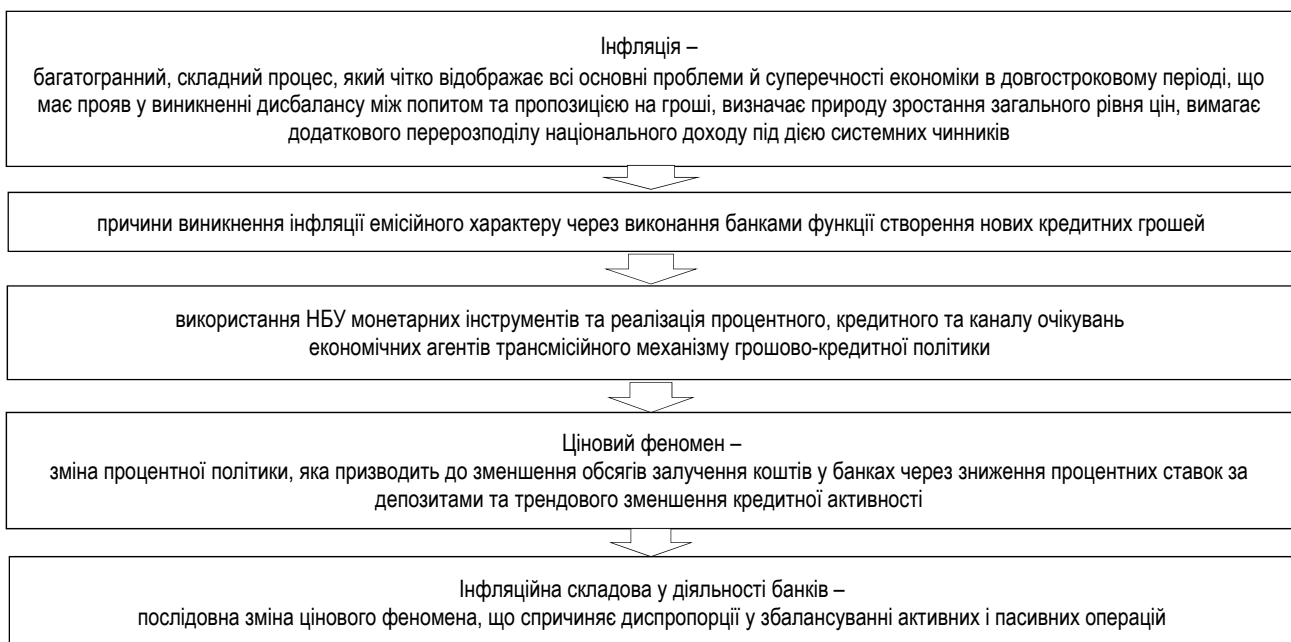 Інфляція –
багатогранний, складний процес, який чітко відображає всі основні проблеми й суперечності економіки в довгостроковому періоді, що
має прояв у виникненні дисбалансу між попитом та пропозицією на гроші, визначає природу зростання загального рівня цін, вимагає
додаткового перерозподілу національного доходу під дією системних чинників
причини виникнення інфляції емісійного характеру через виконання банками функції створення нових кредитних грошей
використання НБУ монетарних інструментів та реалізація процентного, кредитного та каналу очікувань
економічних агентів трансмісійного механізму грошово-кредитної політики
Ціновий феномен –
зміна процентної політики, яка призводить до зменшення обсягів залучення коштів у банках через зниження процентних ставок за
депозитами та трендового зменшення кредитної активності
Інфляційна складова у діяльності банків –
послідовна зміна цінового феномена, що спричиняє диспропорції у збалансуванні активних і пасивних операцій